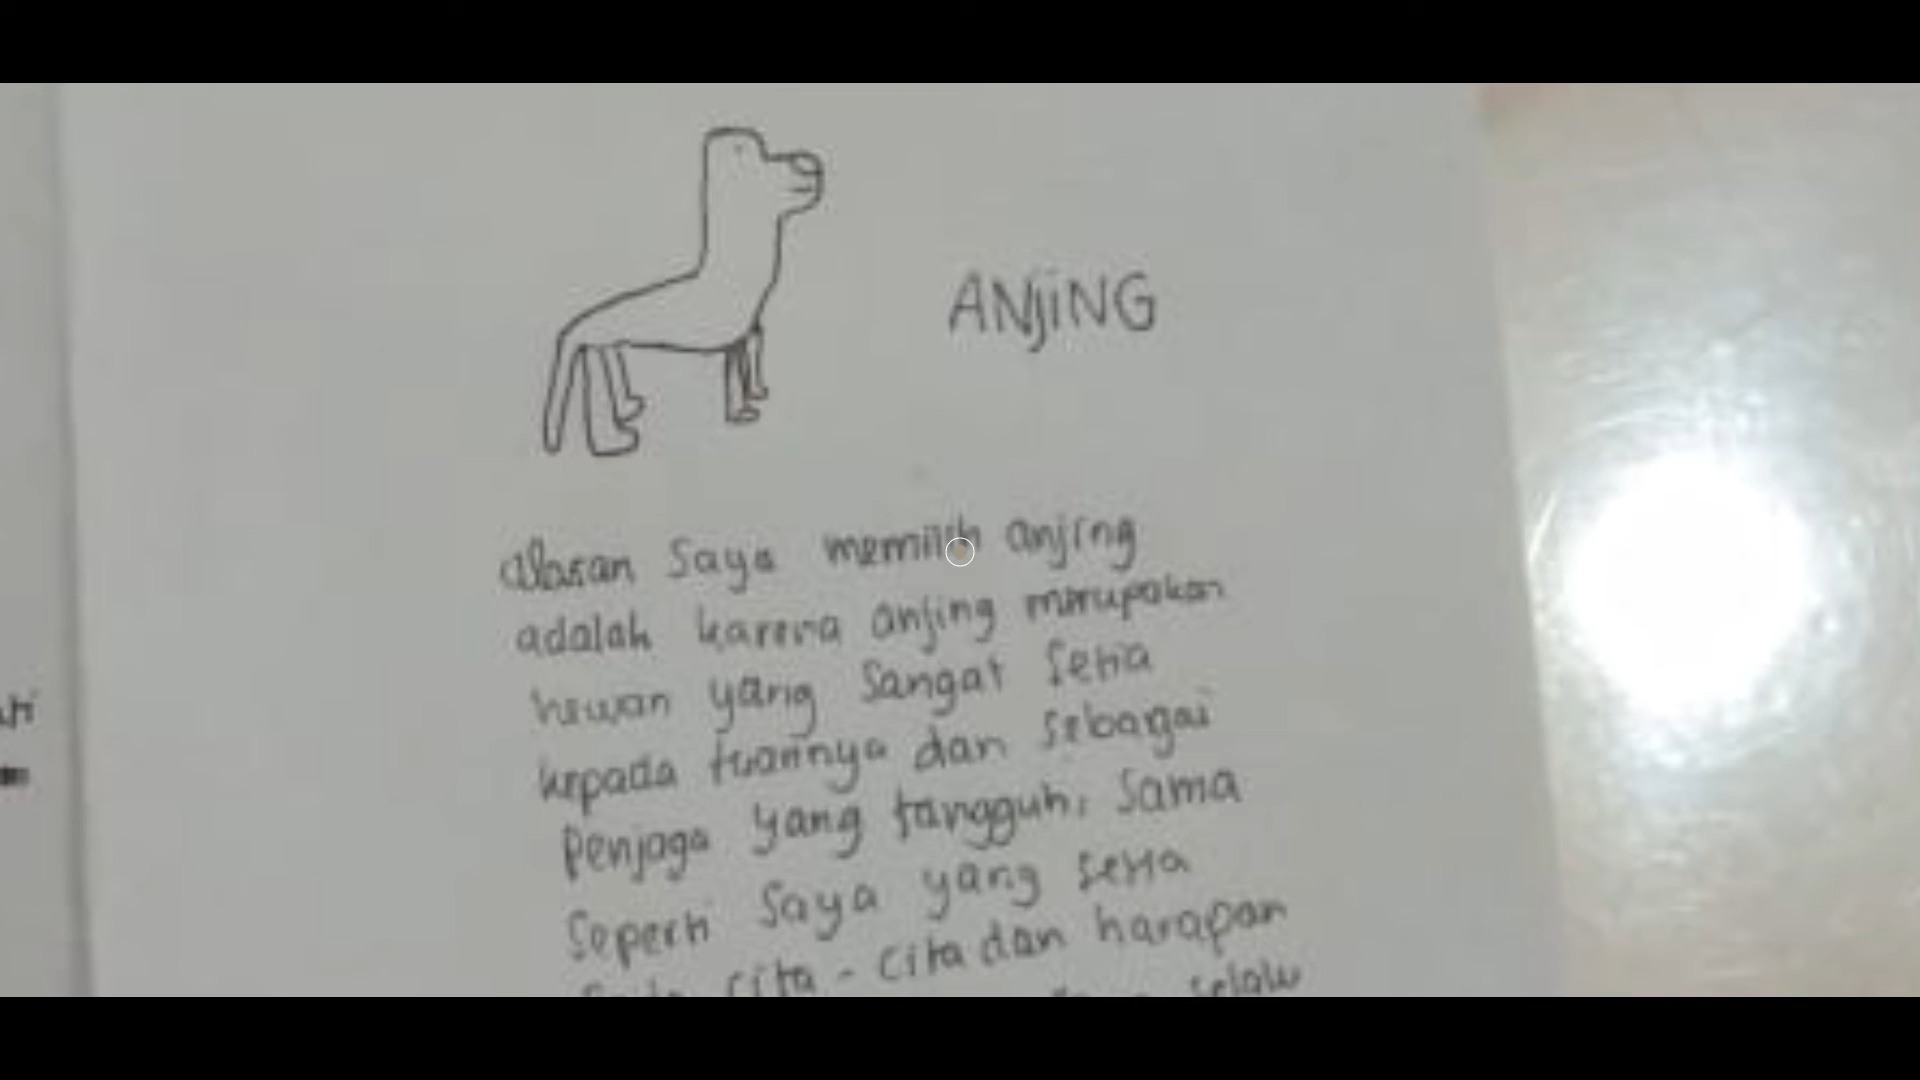 ANjiNG
alasan saya memilih anjing
adalah karena anjing merupakan
hewan yang sangat setia
kepada tuannya dan sebagai
penjaga yang tangguh, sama
seperti saya yang setia
cita - cita dan harapan
selalu